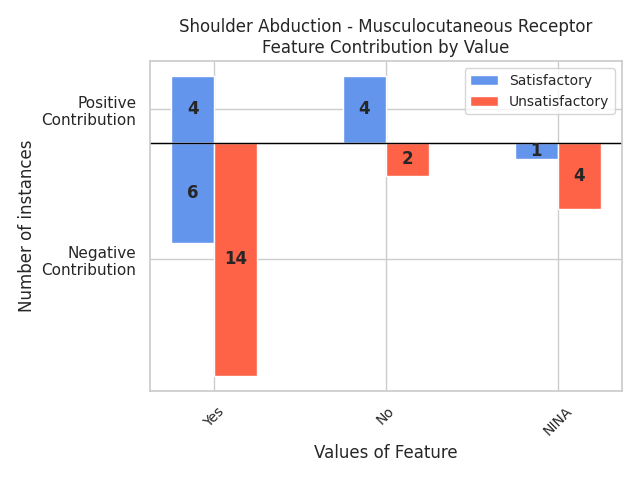 Shoulder Abduction - Musculocutaneous Receptor
Feature Contribution by Value
Satisfactory
Unsatisfactory
Positive
Contribution
Negative
Contribution
Number of instances
4
6
14
4
2
1
4
Yes
No
NINA
Values of Feature